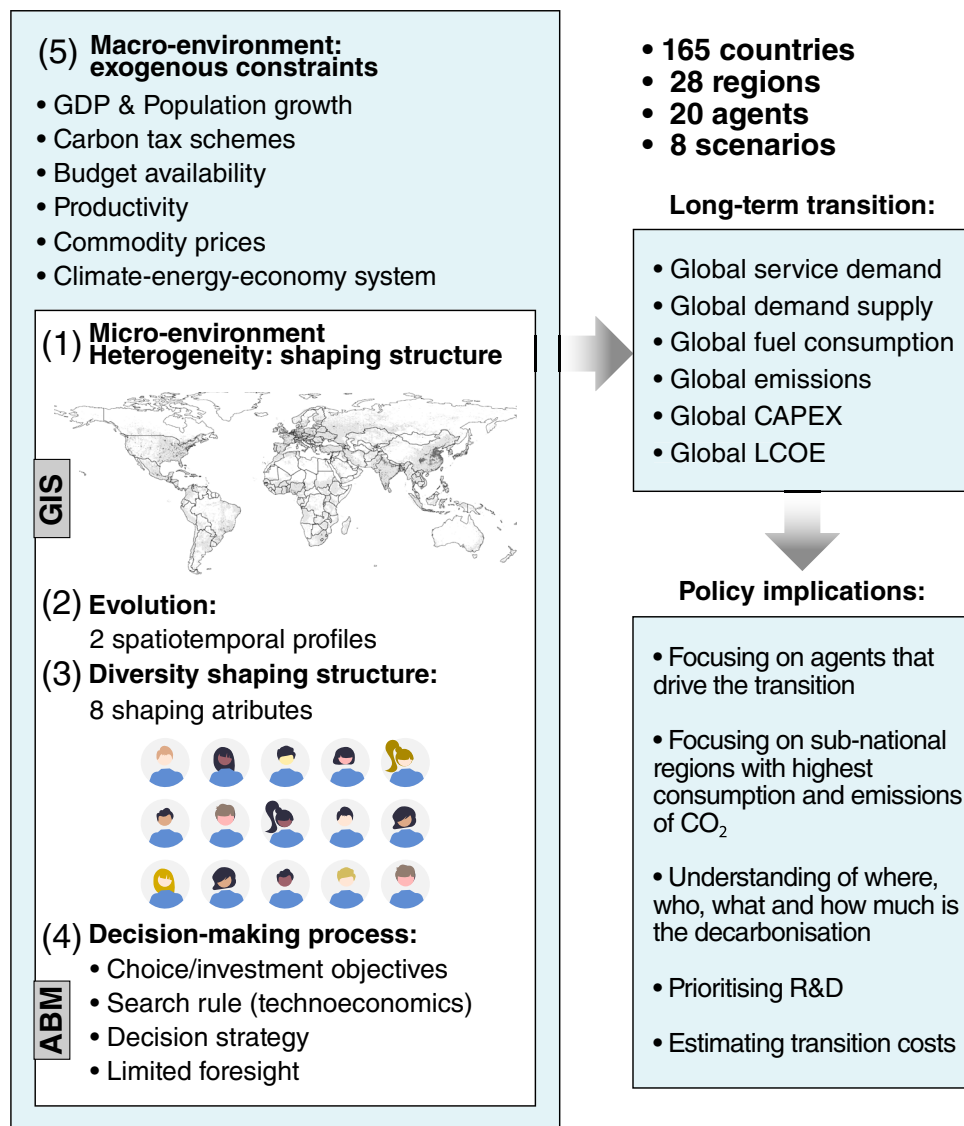 (5) Macro-environment:
exogenous constraints
• GDP & Population growth
• Carbon tax schemes
• Budget availability
• Productivity
• Commodity prices
• Climate-energy-economy system
(1) Micro-environment
Heterogeneity: shaping structure
GIS
(2) Evolution:
2 spatiotemporal profiles
(3) Diversity shaping structure:
8 shaping atributes
(4) Decision-making process:
• Choice/investment objectives
• Search rule (technoeconomics)
• Decision strategy
• Limited foresight
ABM
• 165 countries
• 28 regions
• 20 agents
• 8 scenarios
Long-term transition:
• Global service demand
• Global demand supply
• Global fuel consumption
• Global emissions
• Global CAPEX
• Global LCOE
Policy implications:
• Focusing on agents that
drive the transition
• Focusing on sub-national
regions with highest
consumption and emissions
of CO₂
• Understanding of where,
who, what and how much is
the decarbonisation
• Prioritising R&D
• Estimating transition costs